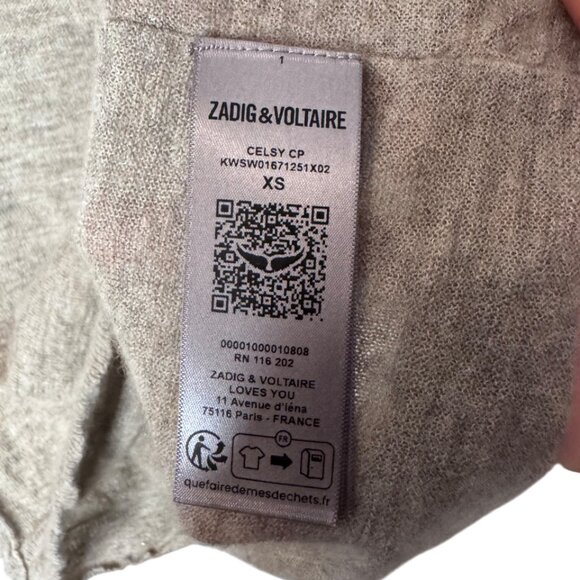 1
ZADIG&VOLTAIRE
CELSY CP
KWSW01671251X02
XS
00001000010808
RN 116 202
ZADIG & VOLTAIRE
LOVES YOU
11 Avenue d'iéna
75116 Paris - FRANCE
FR
quefairedemesdechets.fr